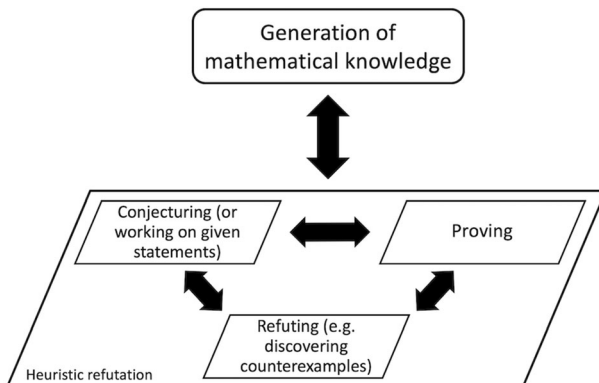 Generation of
mathematical knowledge
Conjecturing (or
working on given
statements)
Proving
Refuting (e.g.
discovering
counterexamples)
Heuristic refutation